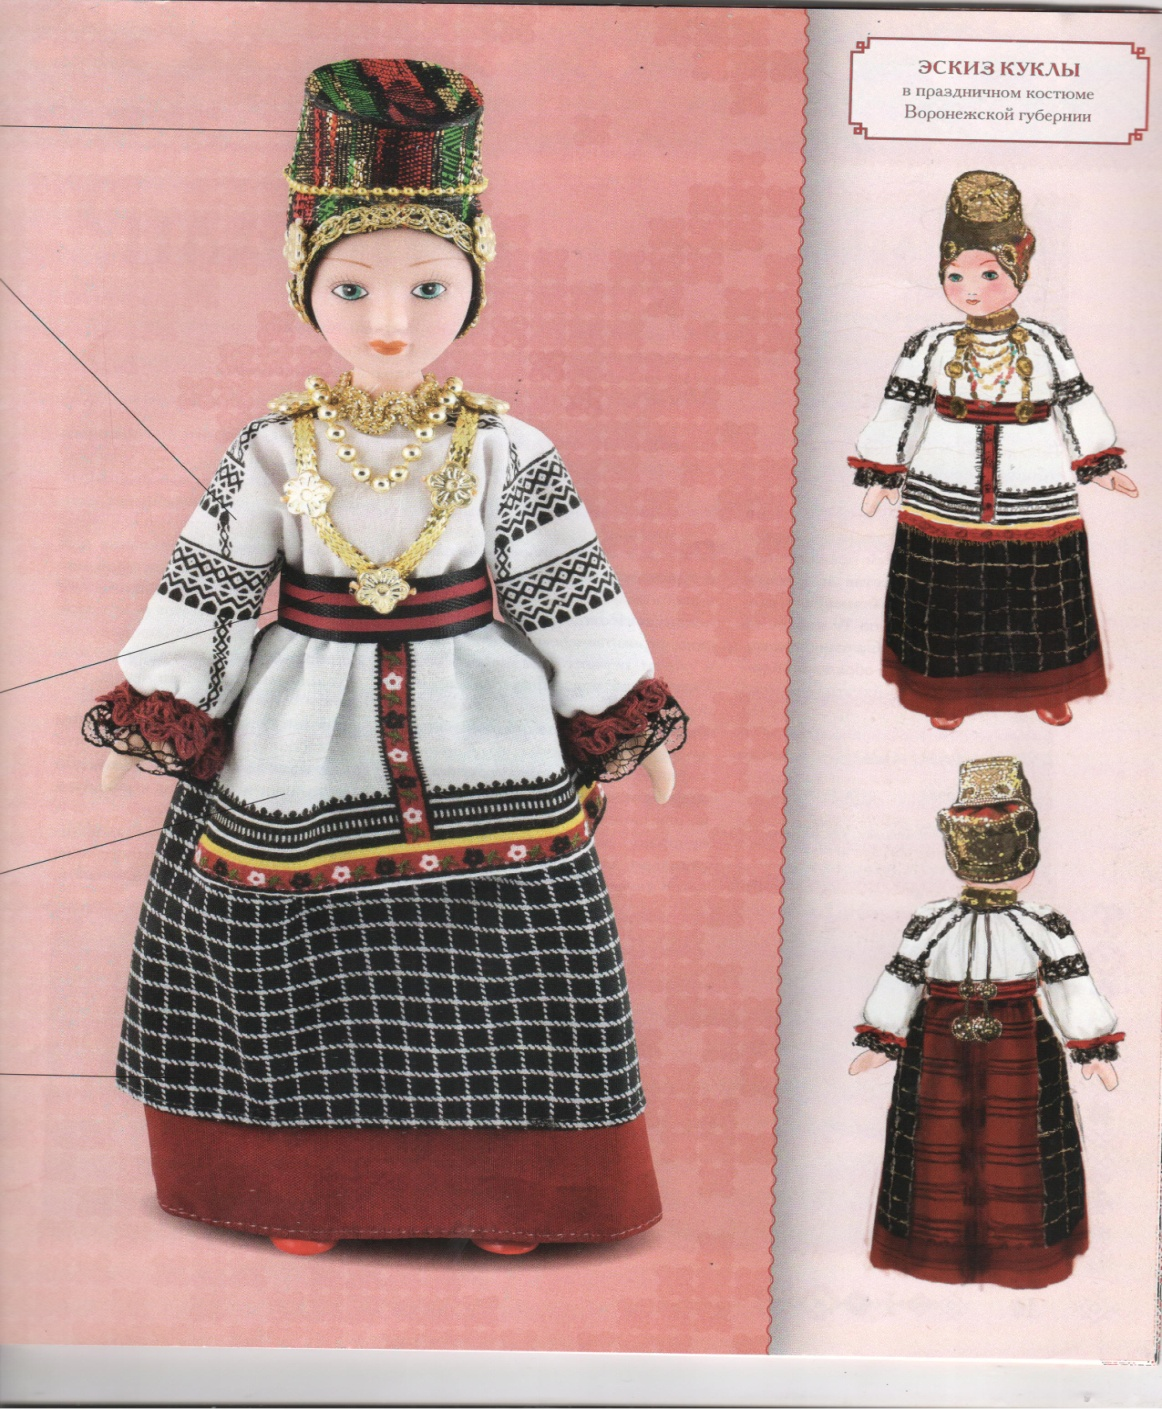 ЭСКИЗ КУКЛЫ
в праздничном костюме
Воронежской губернии